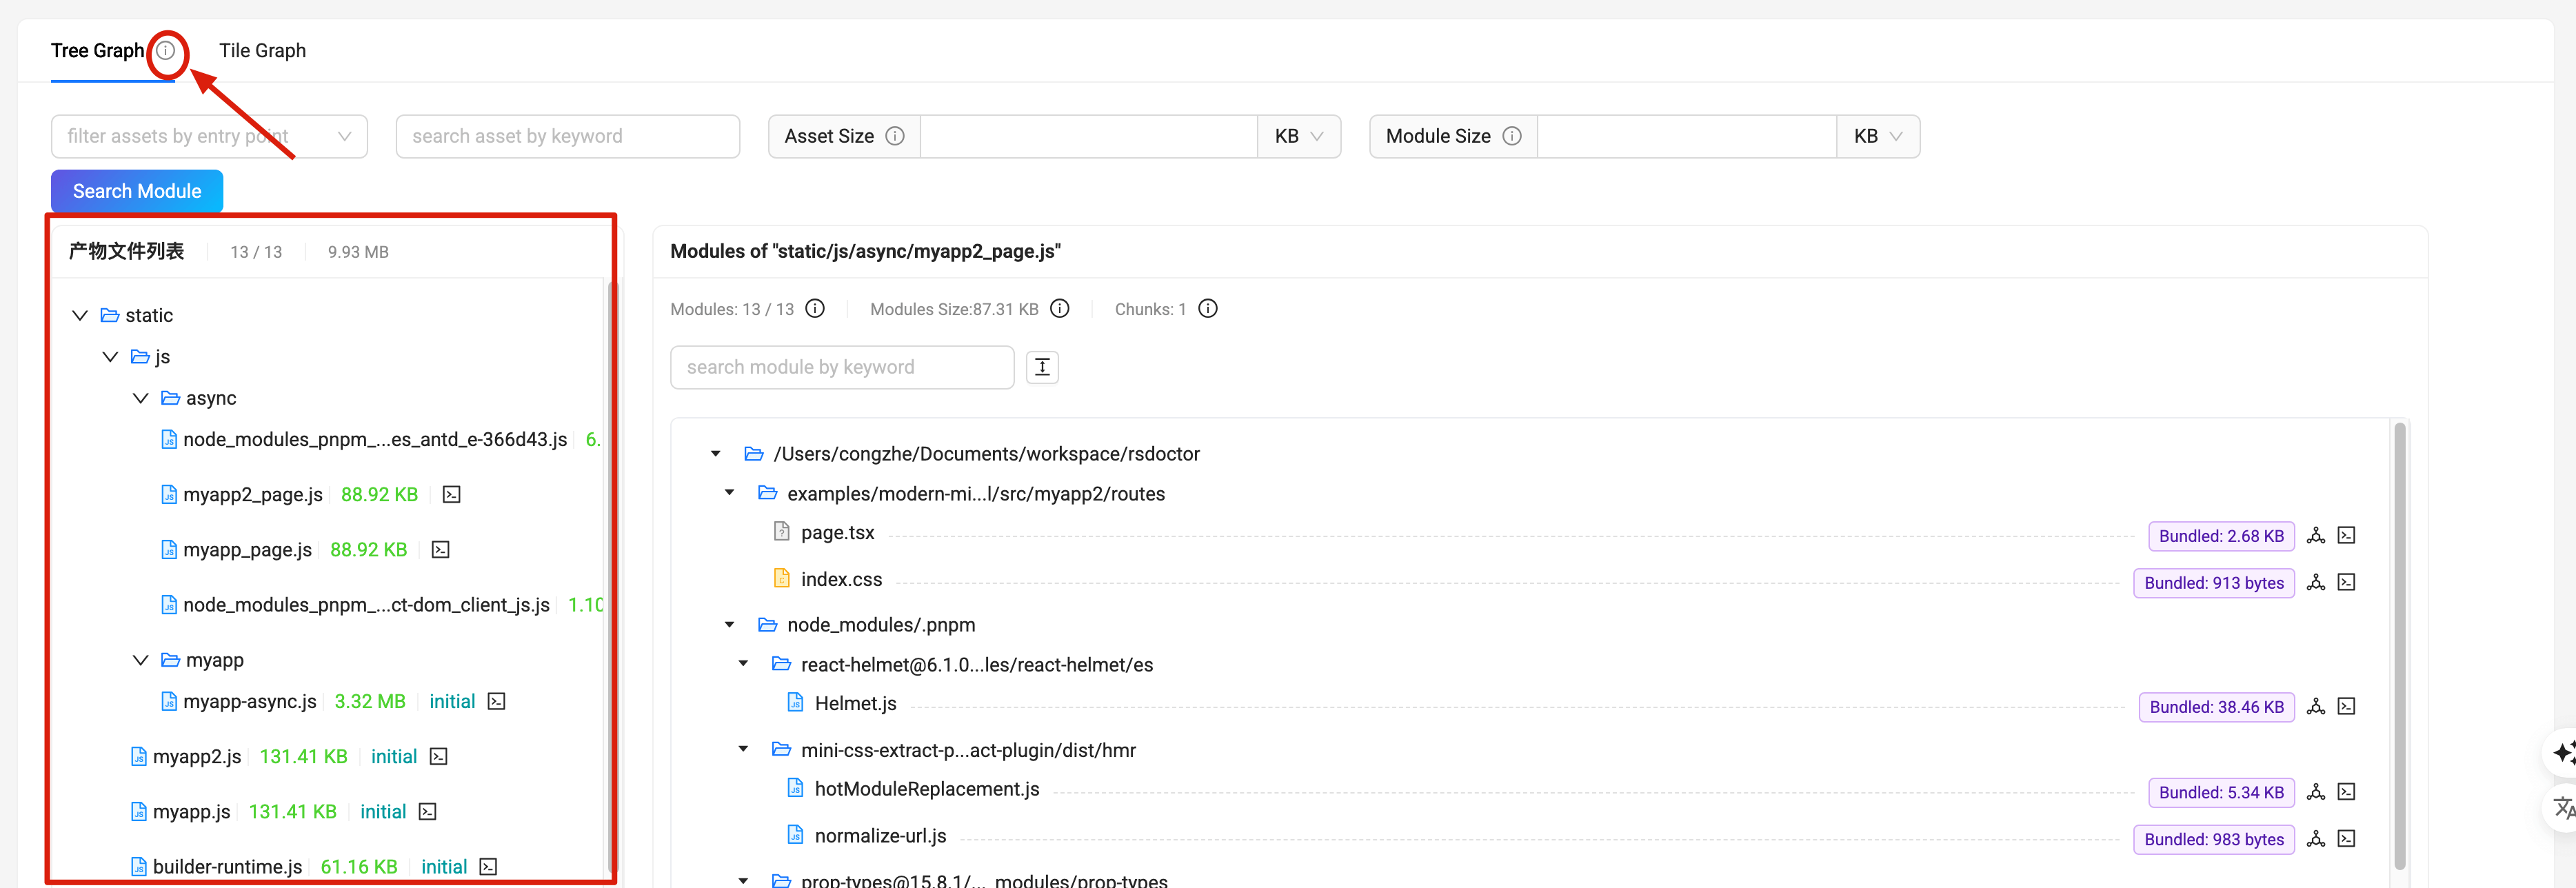 Tree Graph Tile Graph
filter assets by entry point search asset by keyword Asset Size KB Module Size KB
Search Module
产物文件列表 13 / 13 9.93 MB
static
js
async
node_modules_pnpm_...es_antd_e-366d43.js 6.
myapp2_page.js 88.92 KB
myapp_page.js 88.92 KB
node_modules_pnpm_...ct-dom_client_js.js 1.10
myapp
myapp-async.js 3.32 MB initial
myapp2.js 131.41 KB initial
myapp.js 131.41 KB initial
builder-runtime.js 61.16 KB initial
Modules of "static/js/async/myapp2_page.js"
Modules: 13 / 13 Modules Size:87.31 KB Chunks: 1
search module by keyword
/Users/congzhe/Documents/workspace/rsdoctor
examples/modern-mi...l/src/myapp2/routes
page.tsx Bundled: 2.68 KB
index.css Bundled: 913 bytes
node_modules/.pnpm
react-helmet@6.1.0...les/react-helmet/es
Helmet.js Bundled: 38.46 KB
mini-css-extract-p...act-plugin/dist/hmr
hotModuleReplacement.js Bundled: 5.34 KB
normalize-url.js Bundled: 983 bytes
prop-types@15.8.1/..._modules/prop-types